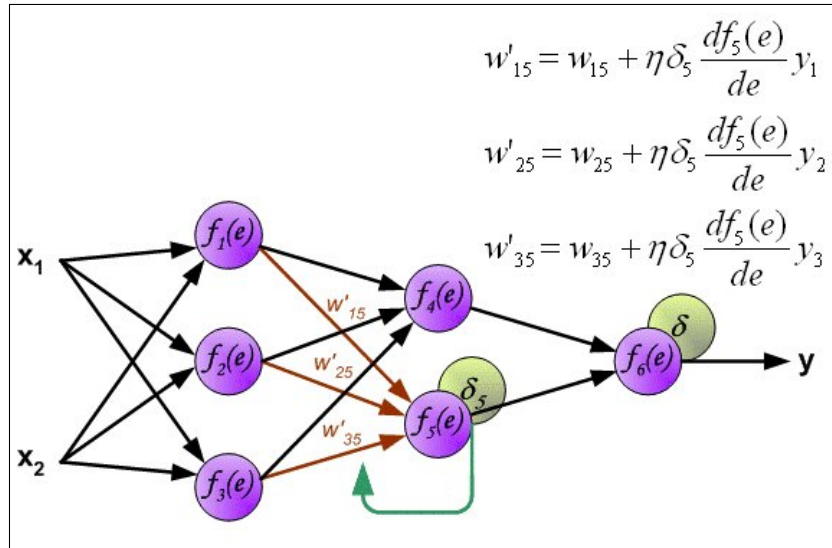 w'₁₅ = w₁₅ + ηδ₅ df₅(e)/de y₁
w'₂₅ = w₂₅ + ηδ₅ df₅(e)/de y₂
w'₃₅ = w₃₅ + ηδ₅ df₅(e)/de y₃
f₁(e)
x₁
w'₁₅
f₄(e)
δ
f₂(e)
w'₂₅
f₆(e)
y
δ₅
f₅(e)
w'₃₅
x₂
f₃(e)